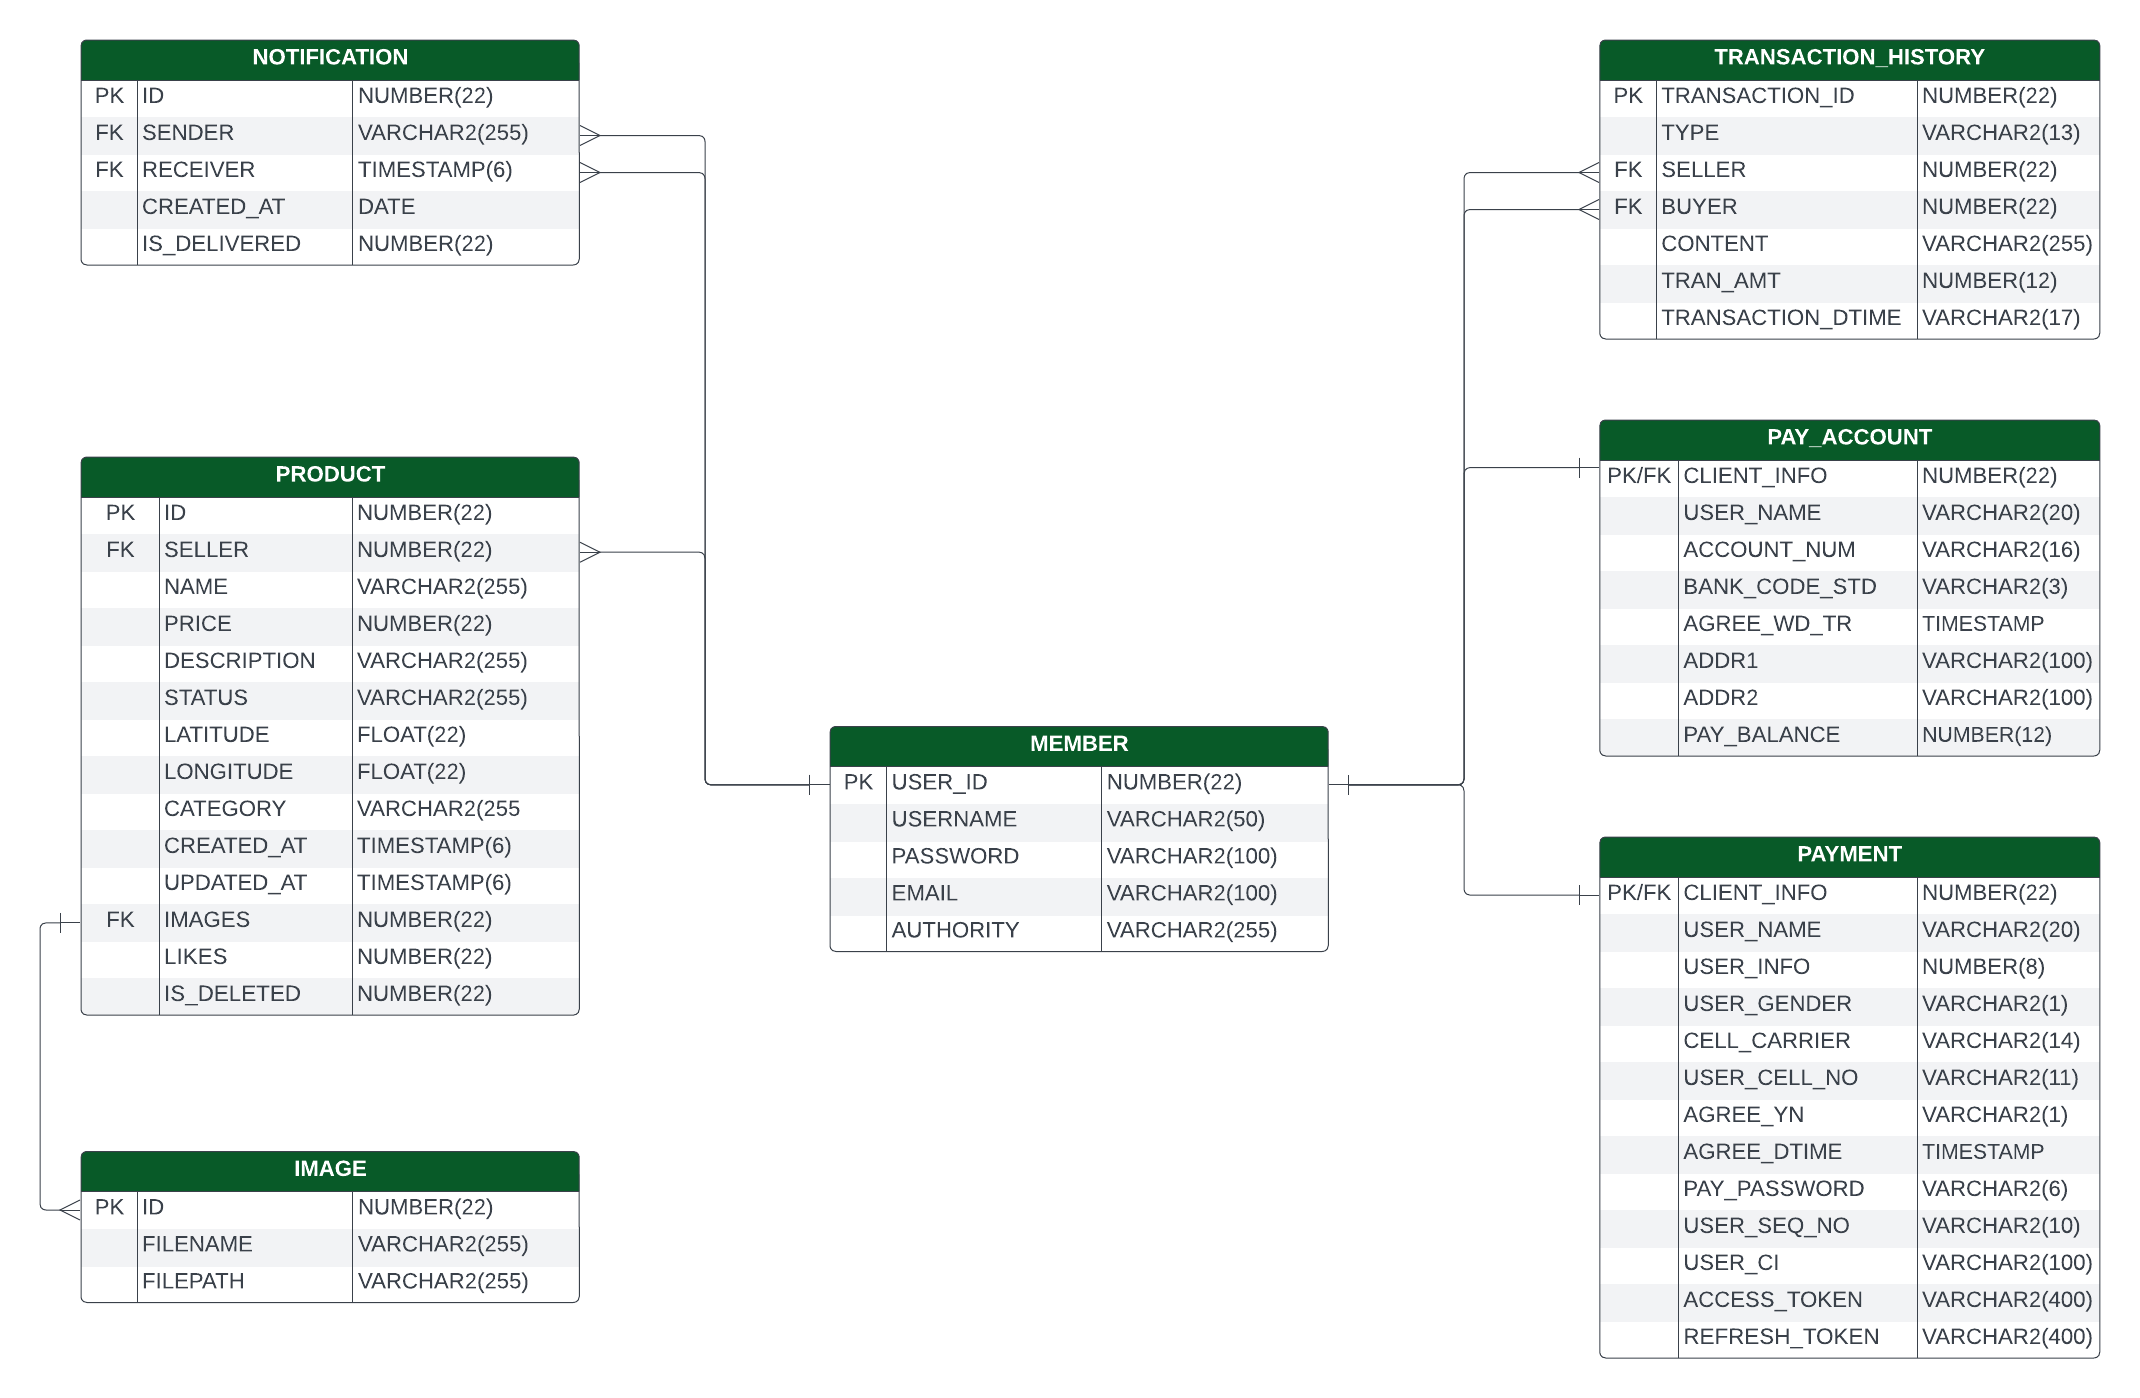 NOTIFICATION
PK ID NUMBER(22)
FK SENDER VARCHAR2(255)
FK RECEIVER TIMESTAMP(6)
CREATED_AT DATE
IS_DELIVERED NUMBER(22)
PRODUCT
PK ID NUMBER(22)
FK SELLER NUMBER(22)
NAME VARCHAR2(255)
PRICE NUMBER(22)
DESCRIPTION VARCHAR2(255)
STATUS VARCHAR2(255)
LATITUDE FLOAT(22)
LONGITUDE FLOAT(22)
CATEGORY VARCHAR2(255
CREATED_AT TIMESTAMP(6)
UPDATED_AT TIMESTAMP(6)
FK IMAGES NUMBER(22)
LIKES NUMBER(22)
IS_DELETED NUMBER(22)
IMAGE
PK ID NUMBER(22)
FILENAME VARCHAR2(255)
FILEPATH VARCHAR2(255)
MEMBER
PK USER_ID NUMBER(22)
USERNAME VARCHAR2(50)
PASSWORD VARCHAR2(100)
EMAIL VARCHAR2(100)
AUTHORITY VARCHAR2(255)
TRANSACTION_HISTORY
PK TRANSACTION_ID NUMBER(22)
TYPE VARCHAR2(13)
FK SELLER NUMBER(22)
FK BUYER NUMBER(22)
CONTENT VARCHAR2(255)
TRAN_AMT NUMBER(12)
TRANSACTION_DTIME VARCHAR2(17)
PAY_ACCOUNT
PK/FK CLIENT_INFO NUMBER(22)
USER_NAME VARCHAR2(20)
ACCOUNT_NUM VARCHAR2(16)
BANK_CODE_STD VARCHAR2(3)
AGREE_WD_TR TIMESTAMP
ADDR1 VARCHAR2(100)
ADDR2 VARCHAR2(100)
PAY_BALANCE NUMBER(12)
PAYMENT
PK/FK CLIENT_INFO NUMBER(22)
USER_NAME VARCHAR2(20)
USER_INFO NUMBER(8)
USER_GENDER VARCHAR2(1)
CELL_CARRIER VARCHAR2(14)
USER_CELL_NO VARCHAR2(11)
AGREE_YN VARCHAR2(1)
AGREE_DTIME TIMESTAMP
PAY_PASSWORD VARCHAR2(6)
USER_SEQ_NO VARCHAR2(10)
USER_CI VARCHAR2(100)
ACCESS_TOKEN VARCHAR2(400)
REFRESH_TOKEN VARCHAR2(400)